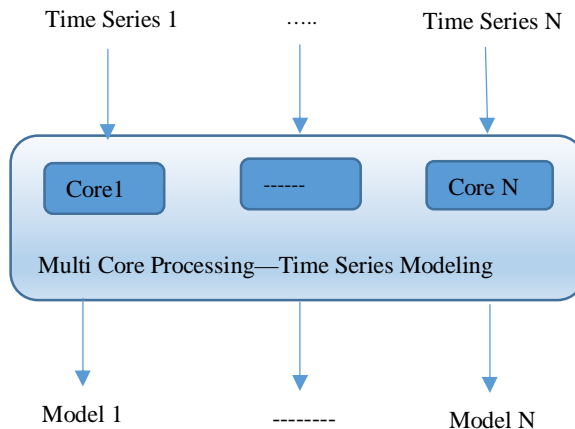 Time Series 1
…..
Time Series N
Core1
------
Core N
Multi Core Processing—Time Series Modeling
Model 1
--------
Model N